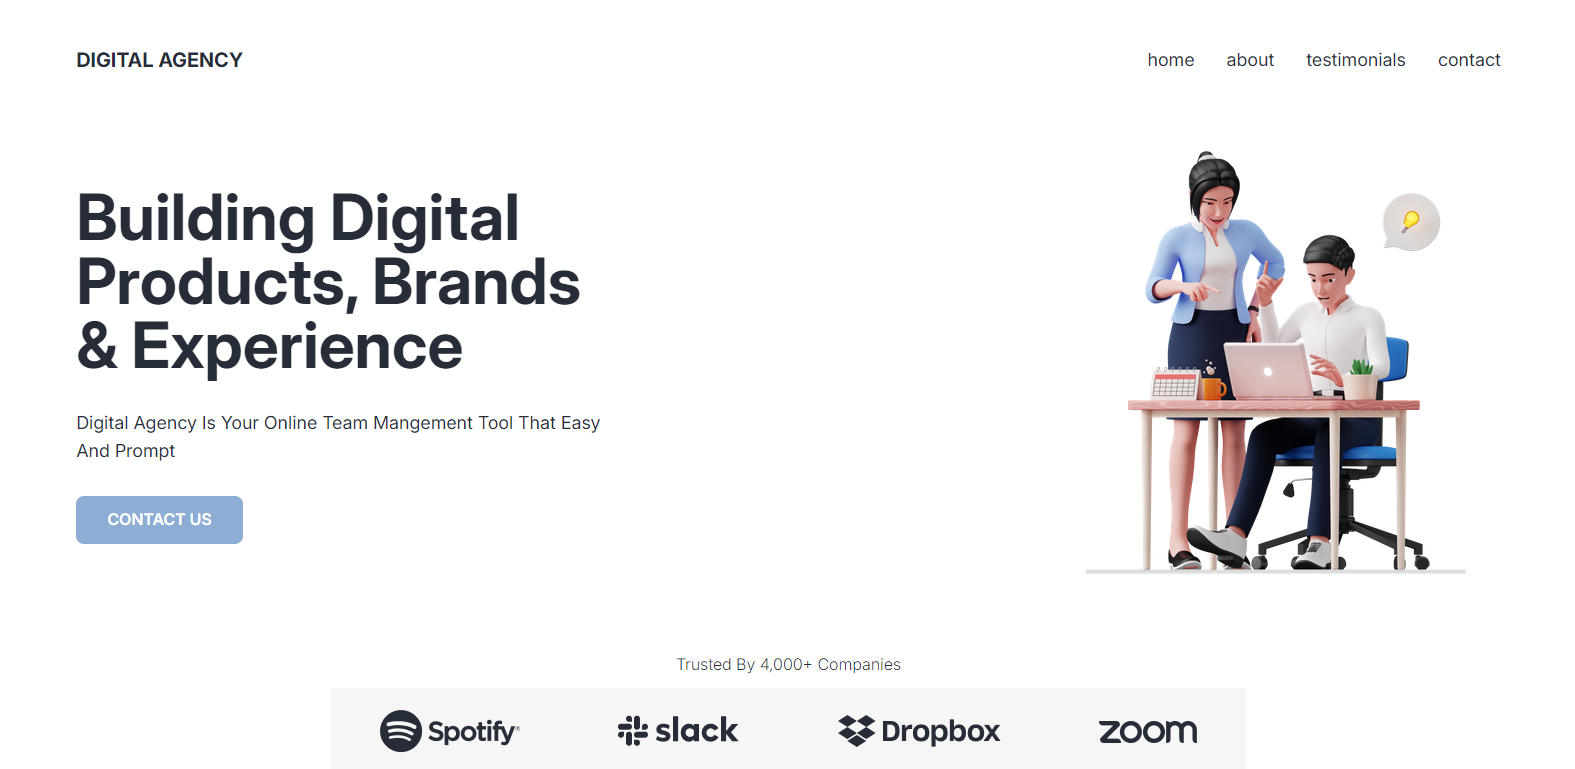 DIGITAL AGENCY
home about testimonials contact
Building Digital
Products, Brands
& Experience
Digital Agency Is Your Online Team Mangement Tool That Easy
And Prompt
CONTACT US
Trusted By 4,000+ Companies
Spotify slack Dropbox zoom